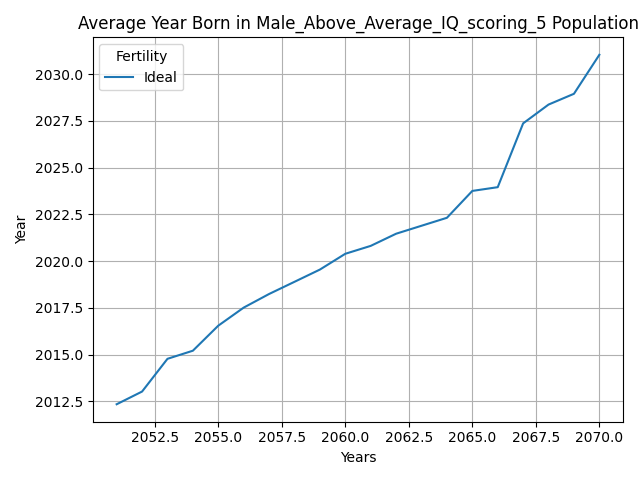 Average Year Born in Male_Above_Average_IQ_scoring_5 Population
Fertility
Ideal
2030.0
2027.5
2025.0
2022.5
2020.0
2017.5
2015.0
2012.5
Year
2052.5 2055.0 2057.5 2060.0 2062.5 2065.0 2067.5 2070.0
Years